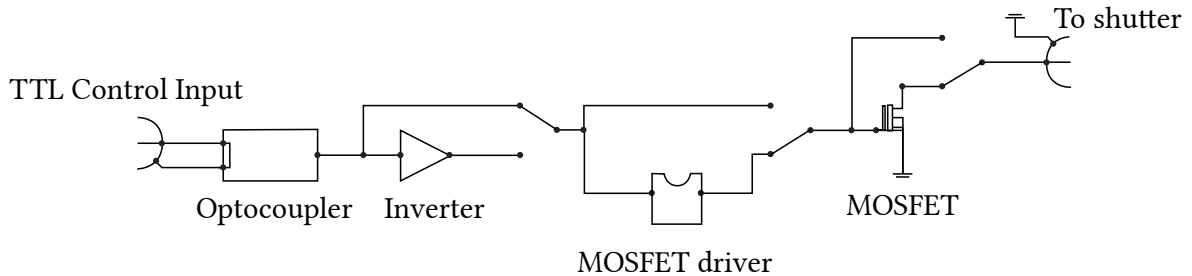 To shutter
TTL Control Input
Optocoupler
Inverter
MOSFET
MOSFET driver